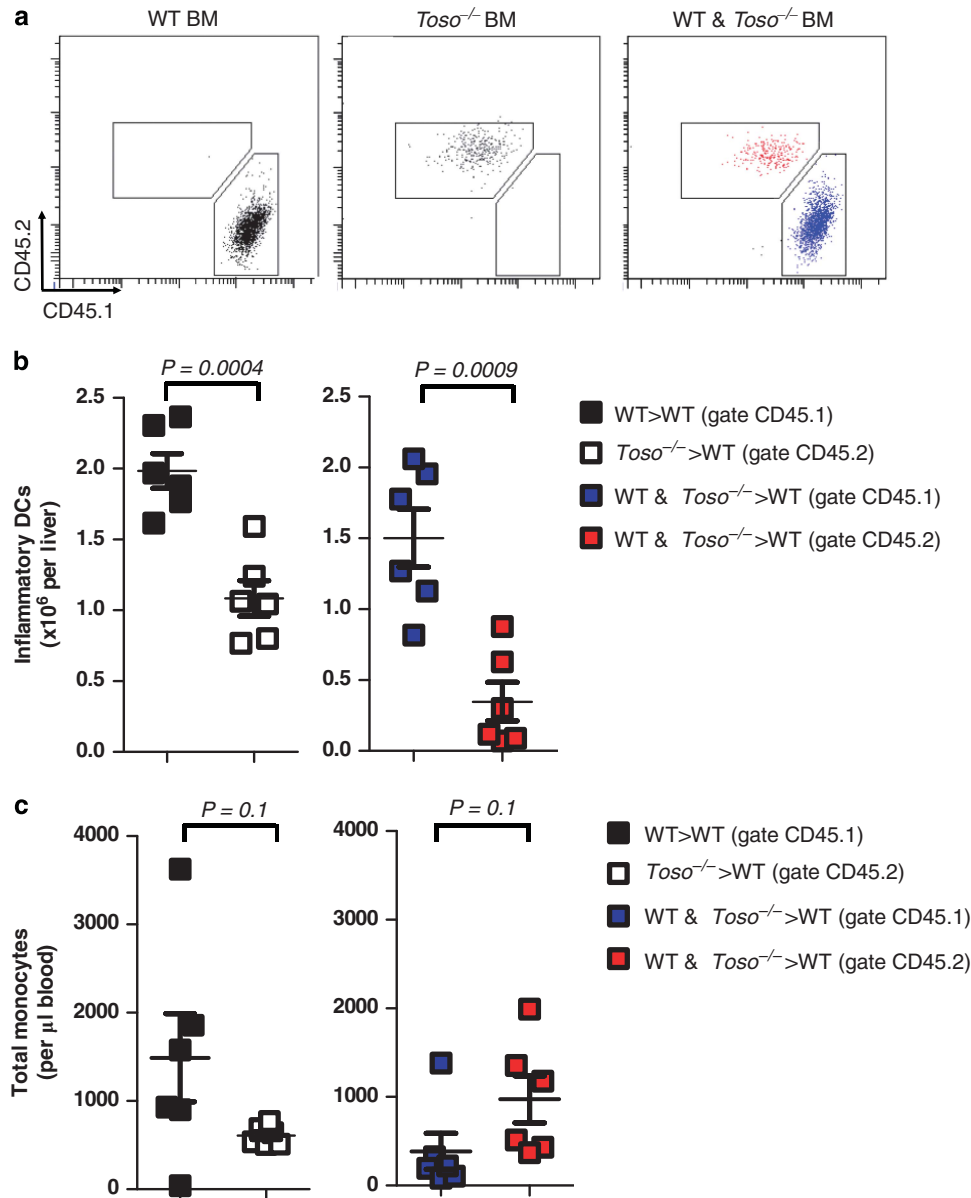 a
WT BM
Toso–/– BM
WT & Toso–/– BM
CD45.2
CD45.1
b
P = 0.0004
P = 0.0009
Inflammatory DCs
(x10⁶ per liver)
2.5
2.0
1.5
1.0
0.5
0.0
2.5
2.0
1.5
1.0
0.5
0.0
WT>WT (gate CD45.1)
Toso–/–>WT (gate CD45.2)
WT & Toso–/–>WT (gate CD45.1)
WT & Toso–/–>WT (gate CD45.2)
c
P = 0.1
P = 0.1
Total monocytes
(per µl blood)
4000
3000
2000
1000
0
4000
3000
2000
1000
0
WT>WT (gate CD45.1)
Toso–/–>WT (gate CD45.2)
WT & Toso–/–>WT (gate CD45.1)
WT & Toso–/–>WT (gate CD45.2)